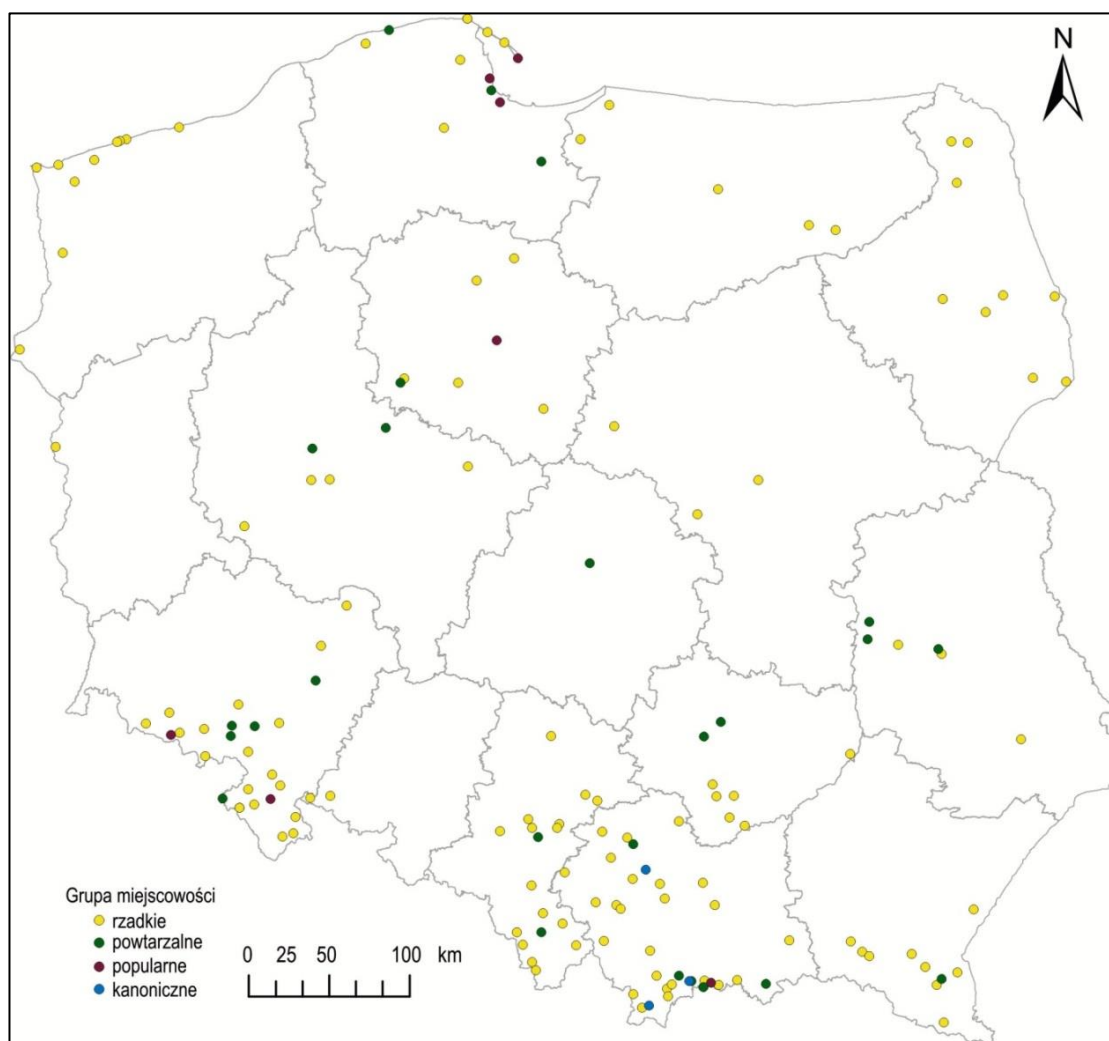 N
Grupa miejscowości
rzadkie
powtarzalne
popularne
kanoniczne
0 25 50 100 km